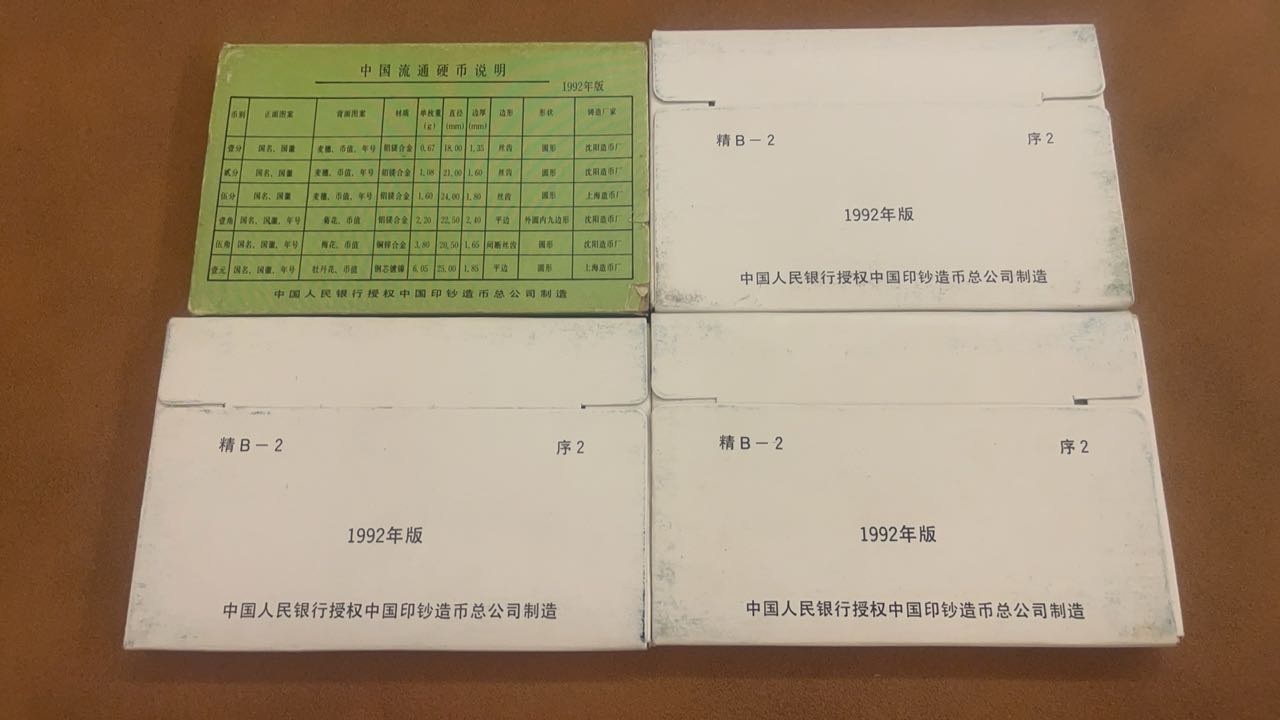 中国流通硬币说明
1992年版
币别 正面图案 背面图案 材质 单枚重(g) 直径(mm) 边厚(mm) 边形 形状 铸造厂家
壹分 国名、国徽 麦穗、币值、年号 铝镁合金 0.67 18.00 1.35 丝齿 圆形 沈阳造币厂
贰分 国名、国徽 麦穗、币值、年号 铝镁合金 1.08 21.00 1.60 丝齿 圆形 沈阳造币厂
伍分 国名、国徽 麦穗、币值、年号 铝镁合金 1.60 24.00 1.80 丝齿 圆形 上海造币厂
壹角 国名、国徽、年号 菊花、币值 铝镁合金 2.20 22.50 2.40 平边 外圆内九边形 沈阳造币厂
伍角 国名、国徽、年号 梅花、币值 铜锌合金 3.80 20.50 1.65 间断丝齿 圆形 沈阳造币厂
壹元 国名、国徽、年号 牡丹花、币值 钢芯镀镍 6.05 25.00 1.85 平边 圆形 上海造币厂
中国人民银行授权中国印钞造币总公司制造
精B－2 序2
1992年版
中国人民银行授权中国印钞造币总公司制造
精B－2 序2
1992年版
中国人民银行授权中国印钞造币总公司制造
精B－2 序2
1992年版
中国人民银行授权中国印钞造币总公司制造